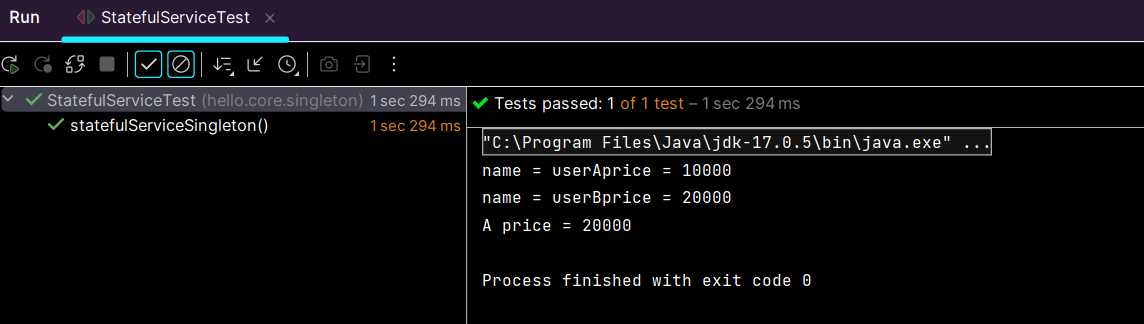 Run StatefulServiceTest
StatefulServiceTest (hello.core.singleton) 1 sec 294 ms
statefulServiceSingleton() 1 sec 294 ms
Tests passed: 1 of 1 test – 1 sec 294 ms
"C:\Program Files\Java\jdk-17.0.5\bin\java.exe" ...
name = userAprice = 10000
name = userBprice = 20000
A price = 20000
Process finished with exit code 0